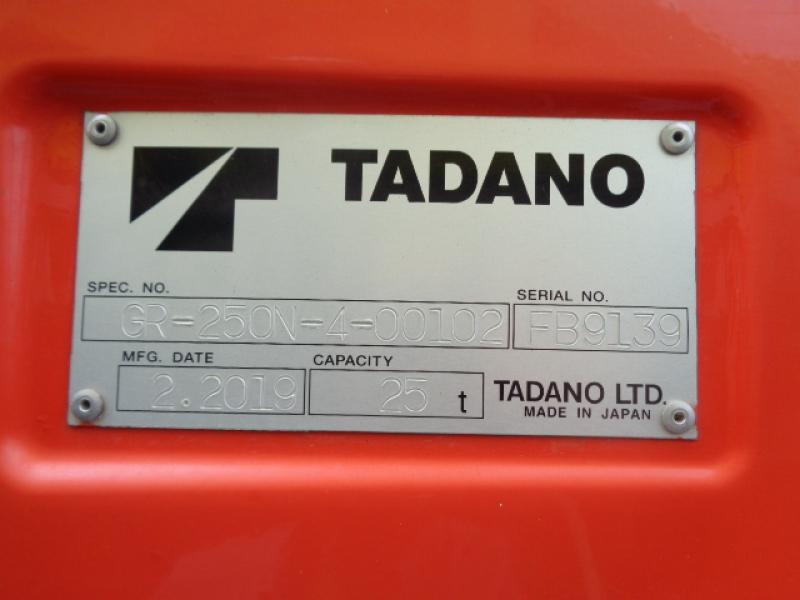 TADANO
SPEC. NO.
SERIAL NO.
GR-250N-4-00102
FB9139
MFG. DATE
CAPACITY
2.2019
25 t
TADANO LTD.
MADE IN JAPAN